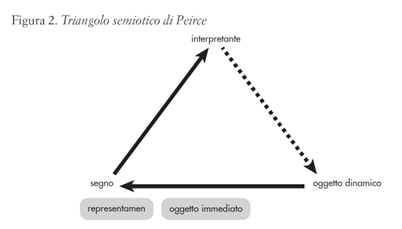 Figura 2. Triangolo semiotico di Peirce
interpretante
segno
oggetto dinamico
representamen
oggetto immediato